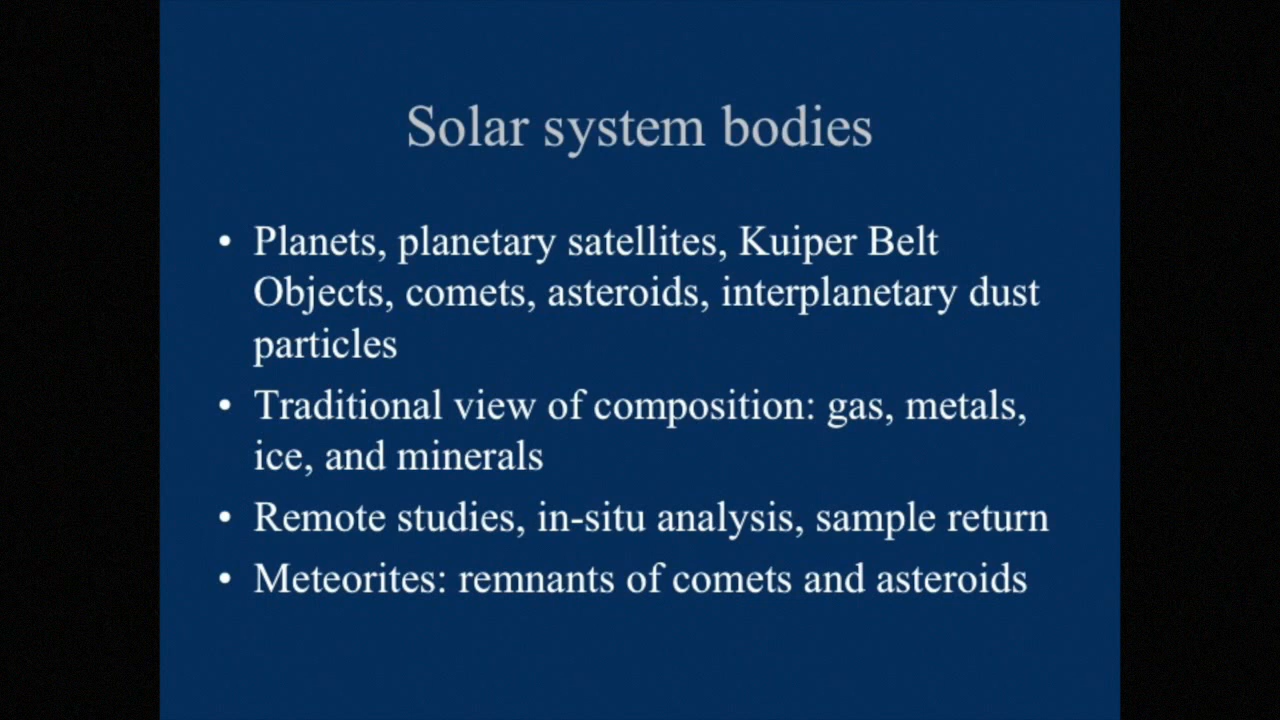 Solar system bodies
• Planets, planetary satellites, Kuiper Belt
Objects, comets, asteroids, interplanetary dust
particles
• Traditional view of composition: gas, metals,
ice, and minerals
• Remote studies, in-situ analysis, sample return
• Meteorites: remnants of comets and asteroids